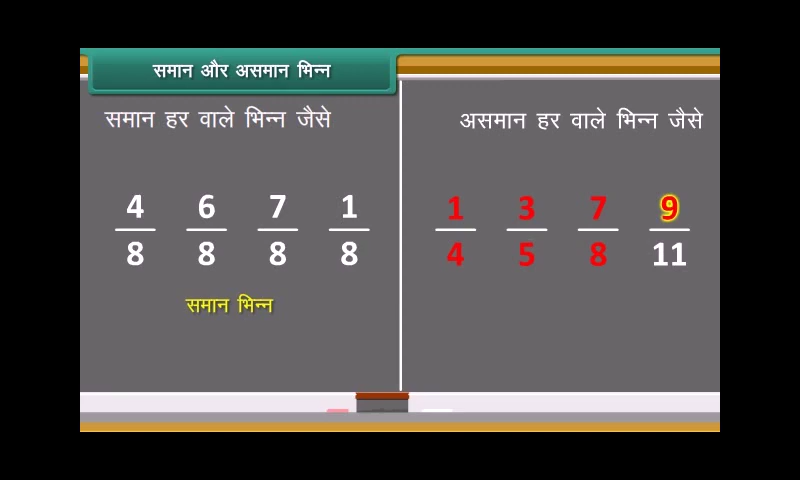 समान और असमान भिन्न
समान हर वाले भिन्न जैसे
4 6 7 1
8 8 8 8
समान भिन्न
असमान हर वाले भिन्न जैसे
1 3 7 9
4 5 8 11